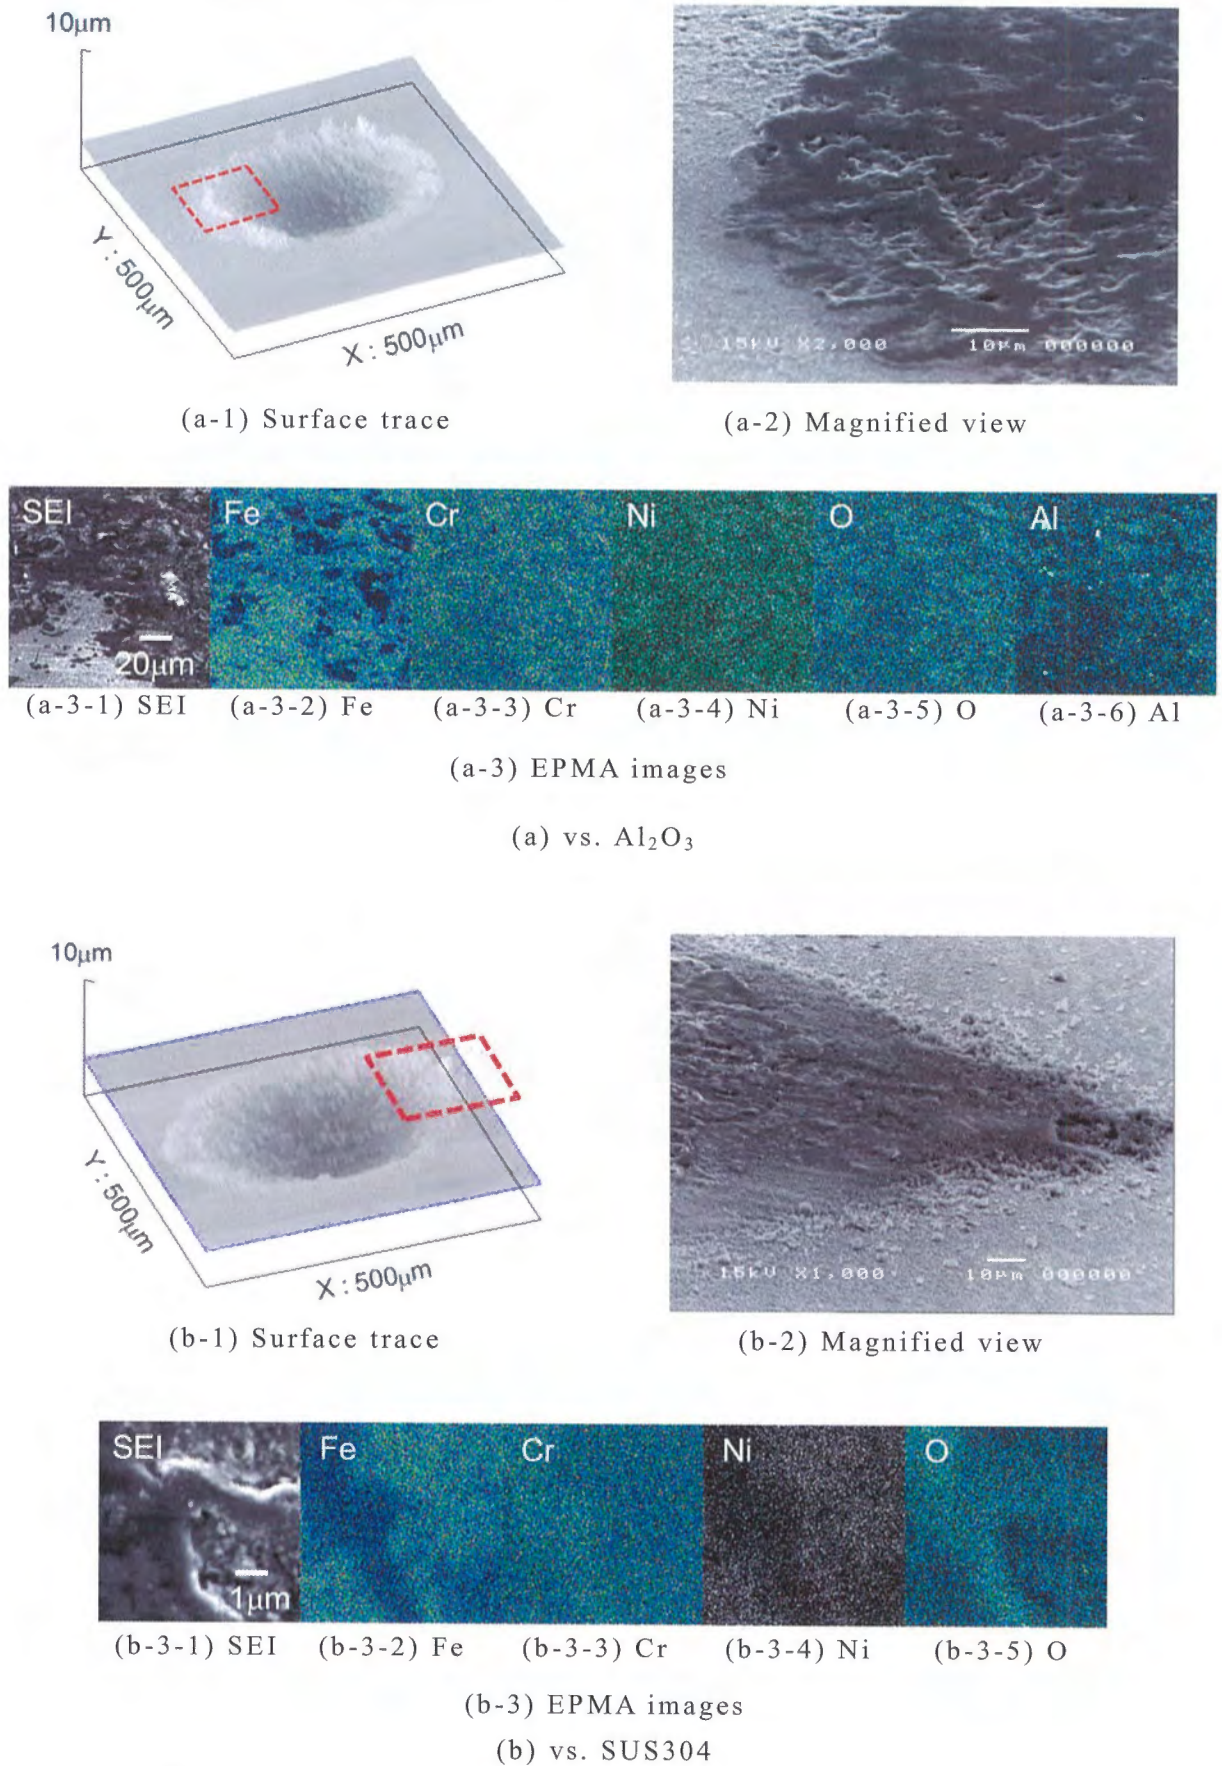 10μm
Y : 500μm
X : 500μm
15kV X2,000 10μm 000000
(a-1) Surface trace
(a-2) Magnified view
SEI
Fe
Cr
Ni
O
Al
20μm
(a-3-1) SEI
(a-3-2) Fe
(a-3-3) Cr
(a-3-4) Ni
(a-3-5) O
(a-3-6) Al
(a-3) EPMA images
(a) vs. Al₂O₃
10μm
Y : 500μm
X : 500μm
15kV X1,000 10μm 000000
(b-1) Surface trace
(b-2) Magnified view
SEI
Fe
Cr
Ni
O
1μm
(b-3-1) SEI
(b-3-2) Fe
(b-3-3) Cr
(b-3-4) Ni
(b-3-5) O
(b-3) EPMA images
(b) vs. SUS304